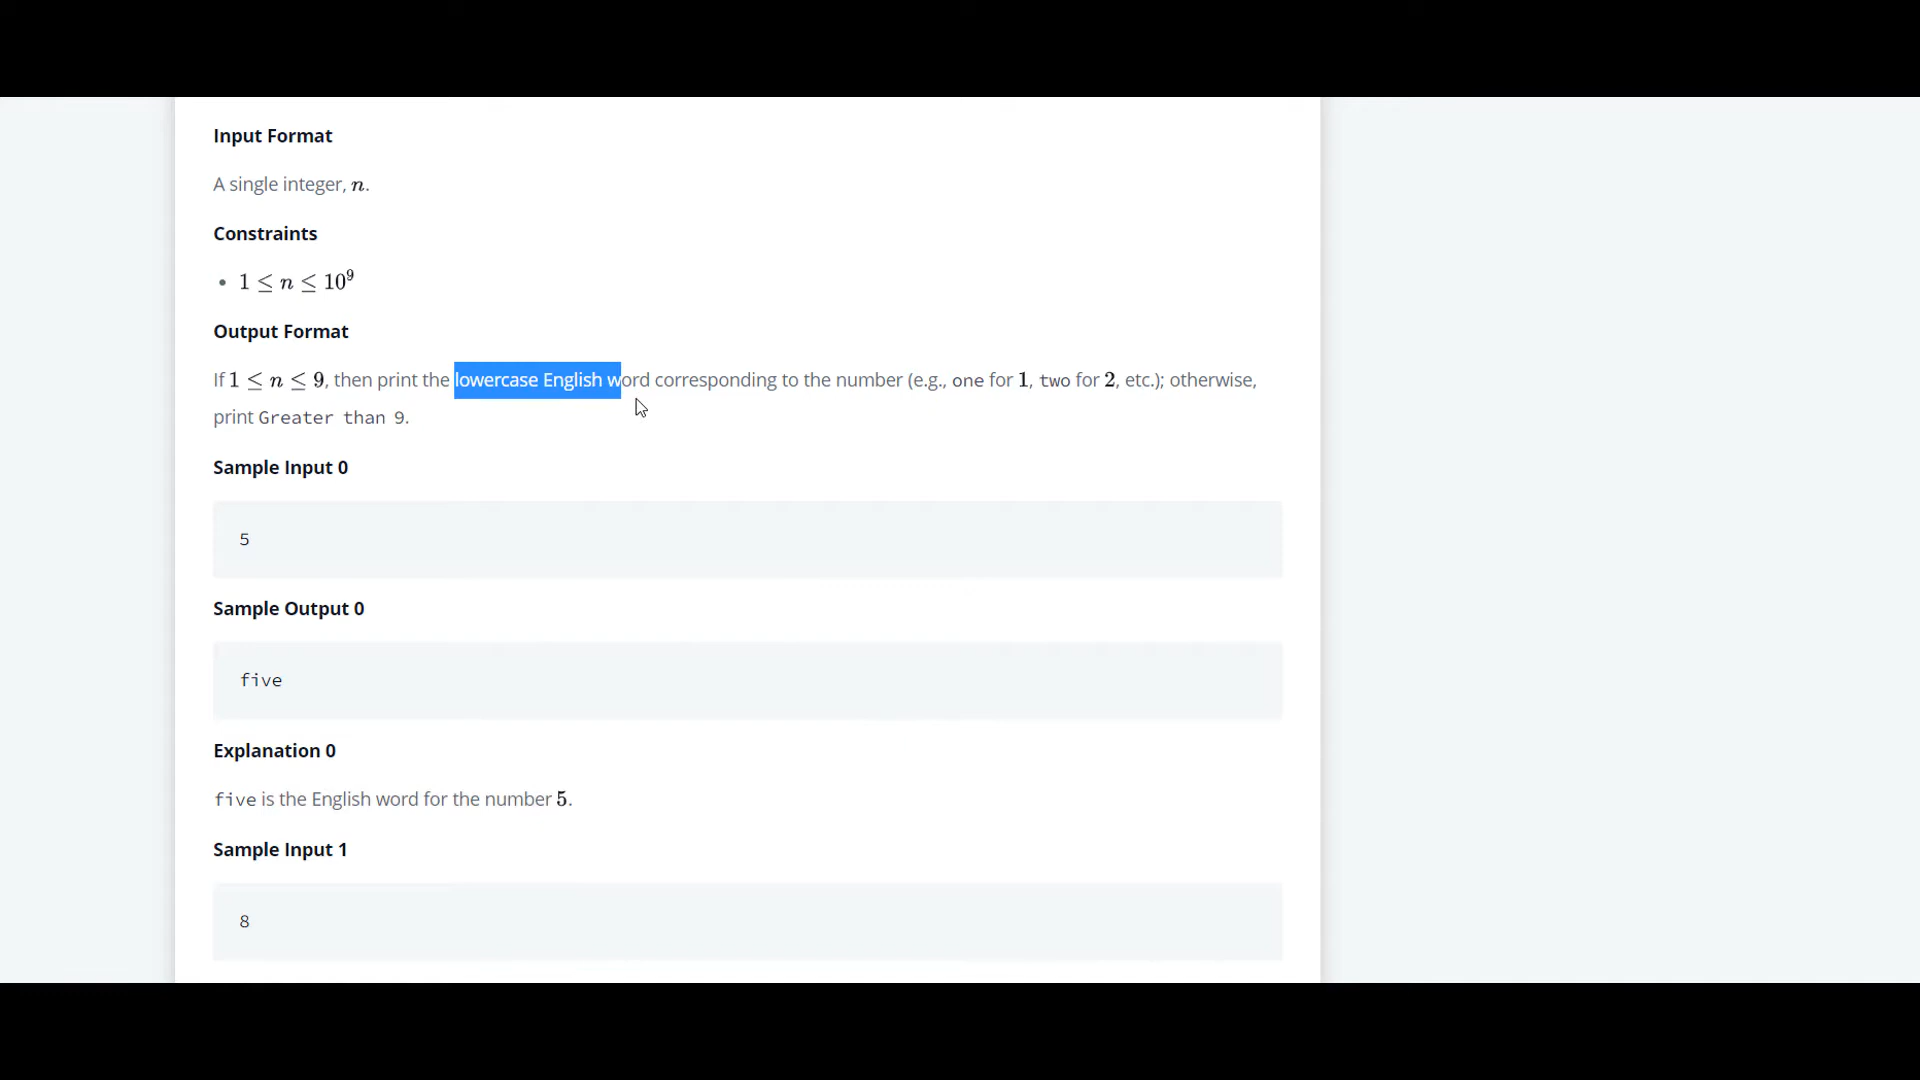 Input Format
A single integer, n.
Constraints
• 1 ≤ n ≤ 10⁹
Output Format
If 1 ≤ n ≤ 9, then print the lowercase English word corresponding to the number (e.g., one for 1, two for 2, etc.); otherwise,
print Greater than 9.
Sample Input 0
5
Sample Output 0
five
Explanation 0
five is the English word for the number 5.
Sample Input 1
8